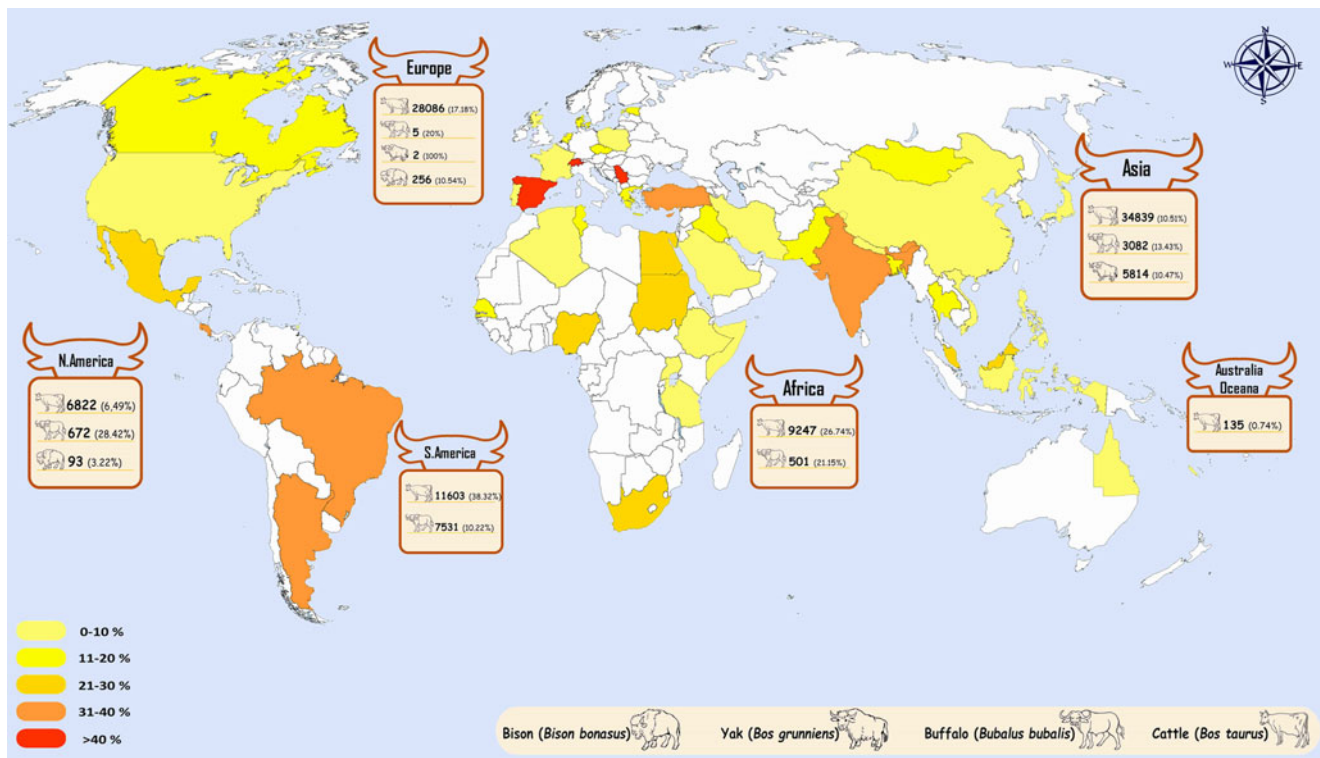 N
W
E
S
Europe
28086 (17.18%)
5 (20%)
2 (100%)
256 (10.54%)
Asia
34839 (10.51%)
3082 (13.43%)
5814 (10.47%)
N.America
6822 (6,49%)
672 (28.42%)
93 (3.22%)
S.America
11603 (38.32%)
7531 (10.22%)
Africa
9247 (26.74%)
501 (21.15%)
Australia
Oceana
135 (0.74%)
0-10 %
11-20 %
21-30 %
31-40 %
>40 %
Bison (Bison bonasus) Yak (Bos grunniens) Buffalo (Bubalus bubalis) Cattle (Bos taurus)